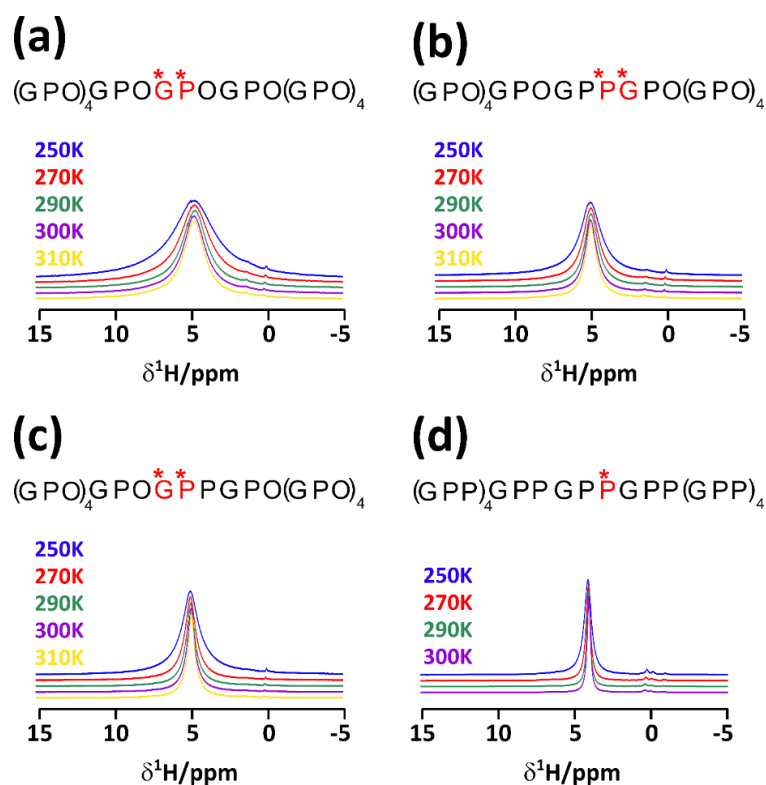 (a)
* *
(GPO)4GPOGPOGPO(GPO)4
250K
270K
290K
300K
310K
15 10 5 0 -5
δ¹H/ppm
(b)
* *
(GPO)4GPOGPPGPO(GPO)4
250K
270K
290K
300K
310K
15 10 5 0 -5
δ¹H/ppm
(c)
* *
(GPO)4GPOGPPGPO(GPO)4
250K
270K
290K
300K
310K
15 10 5 0 -5
δ¹H/ppm
(d)
*
(GPP)4GPPGPPGPP(GPP)4
250K
270K
290K
300K
15 10 5 0 -5
δ¹H/ppm